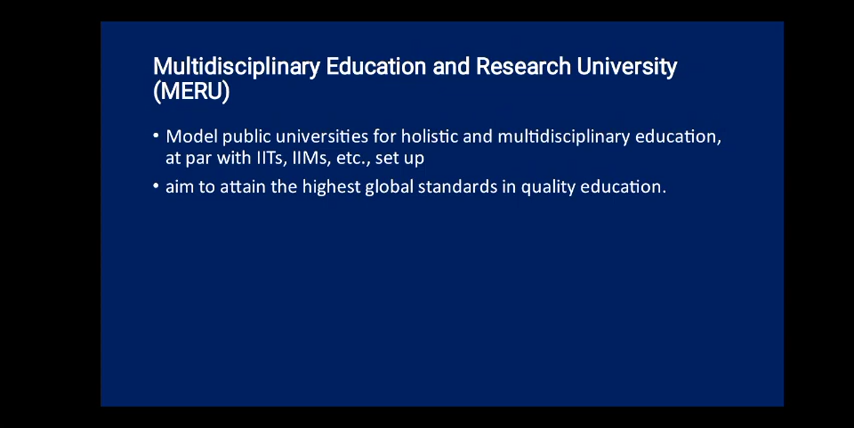 Multidisciplinary Education and Research University
(MERU)
• Model public universities for holistic and multidisciplinary education,
at par with IITs, IIMs, etc., set up
• aim to attain the highest global standards in quality education.